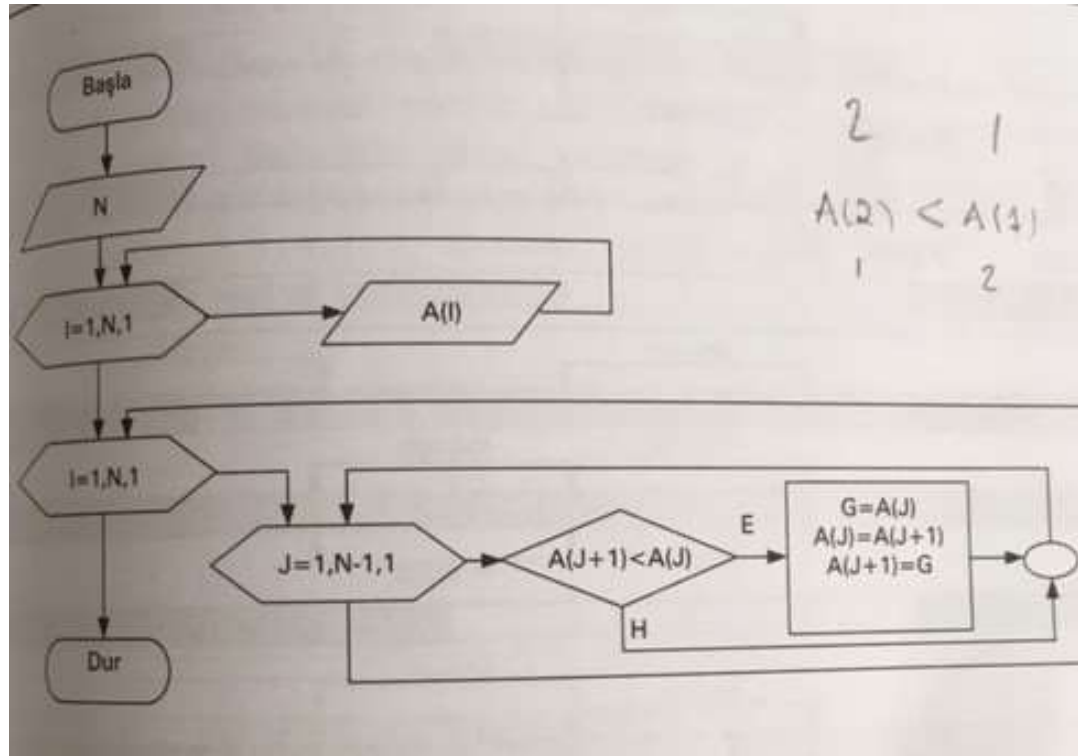 Başla
N
I=1,N,1
A(I)
I=1,N,1
J=1,N-1,1
A(J+1)<A(J)
E
H
G=A(J)
A(J)=A(J+1)
A(J+1)=G
Dur
2 1
A(2) < A(1)
1 2